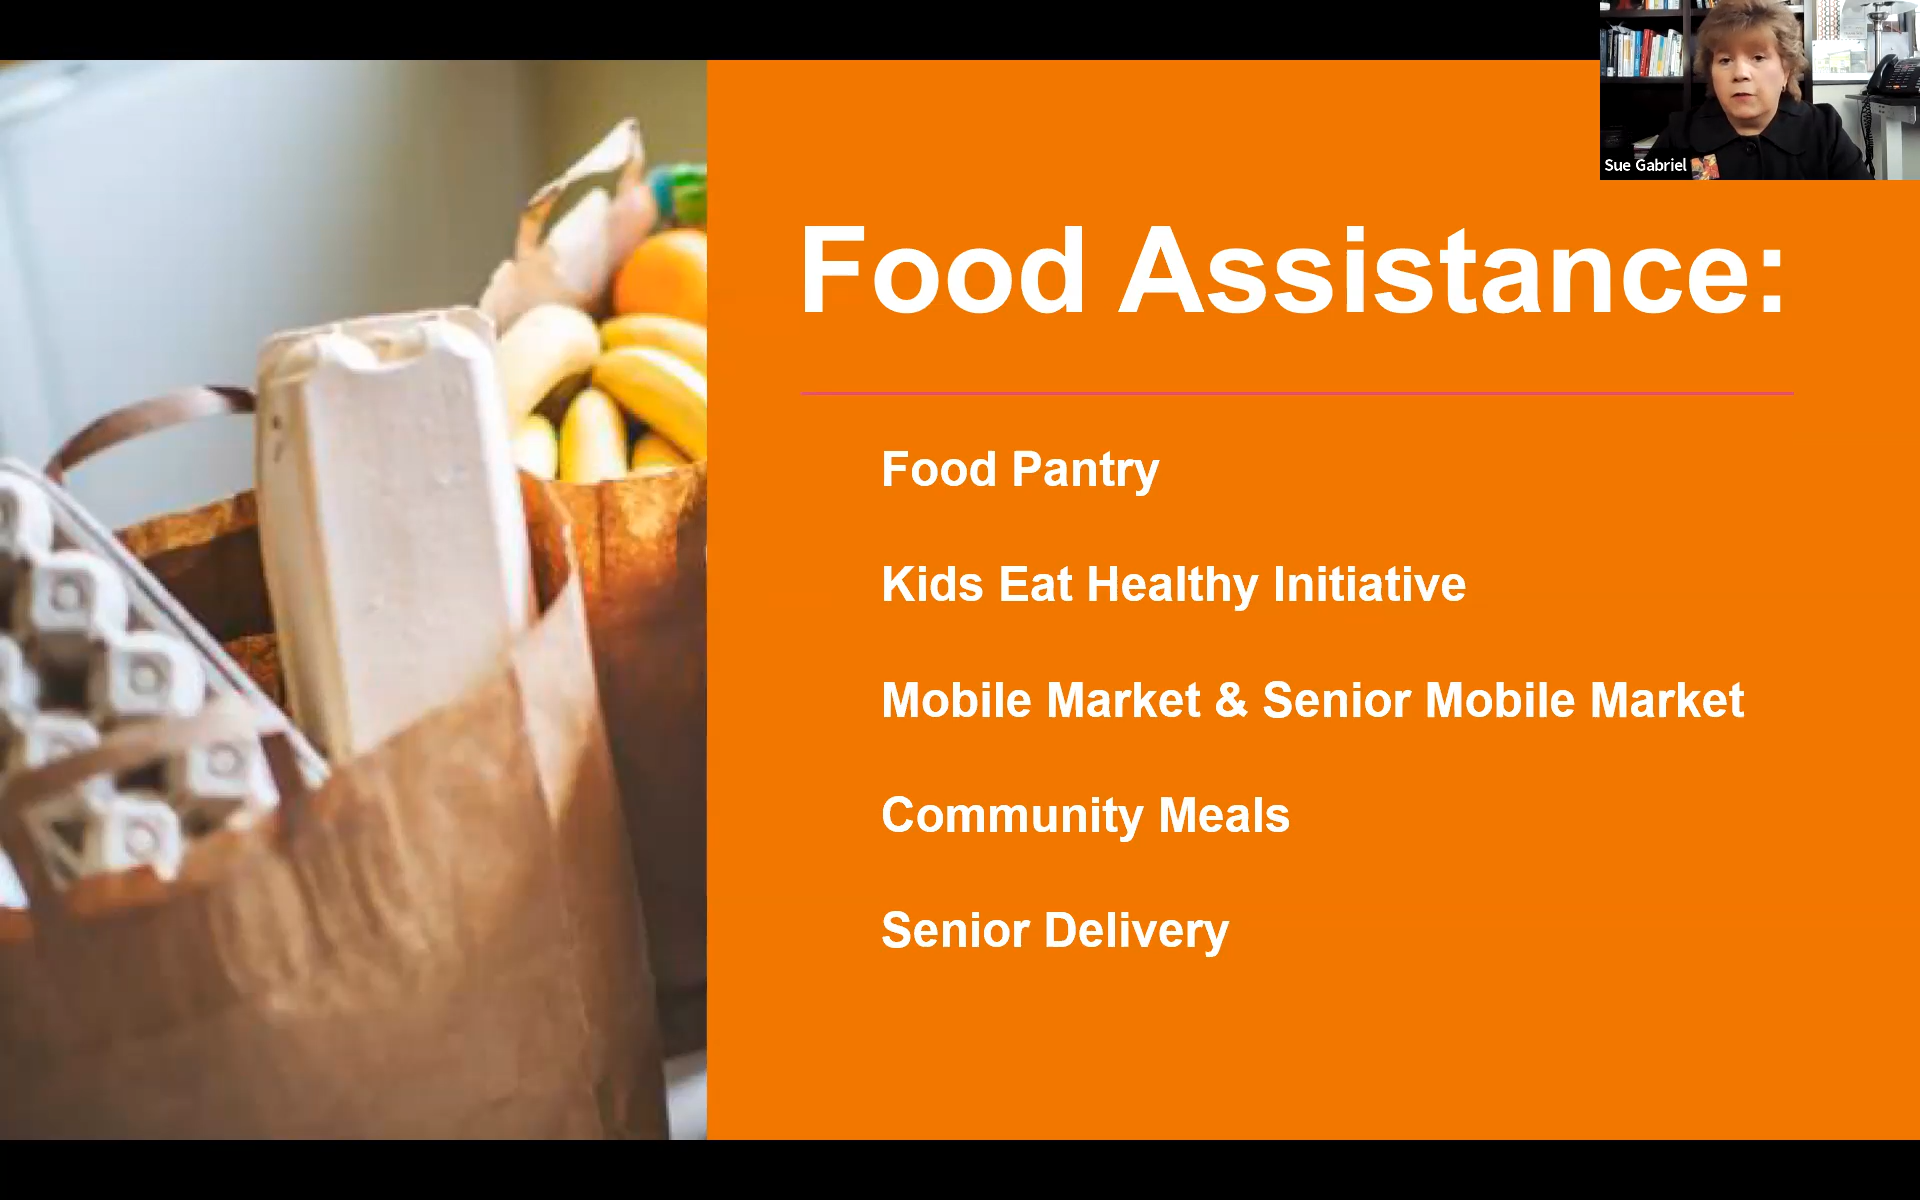 Sue Gabriel
Food Assistance:
Food Pantry
Kids Eat Healthy Initiative
Mobile Market & Senior Mobile Market
Community Meals
Senior Delivery